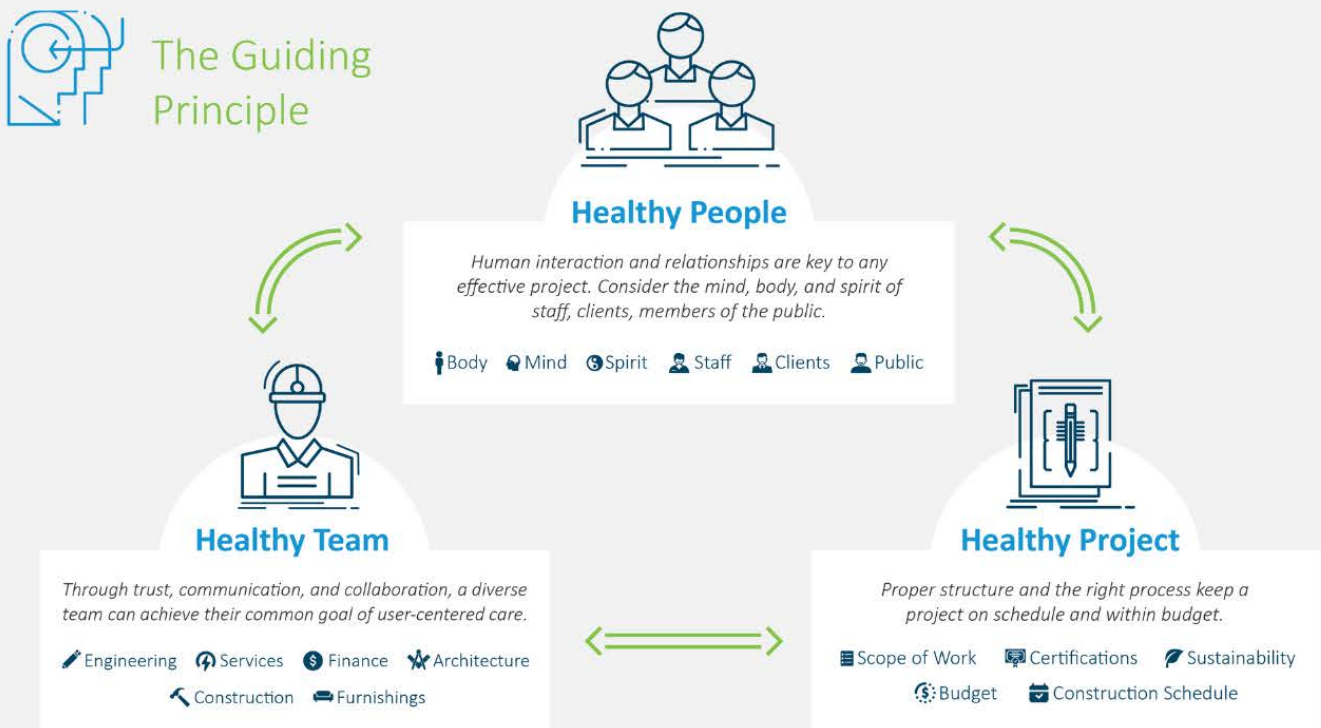 The Guiding
Principle
Healthy People
Human interaction and relationships are key to any
effective project. Consider the mind, body, and spirit of
staff, clients, members of the public.
Body Mind Spirit Staff Clients Public
Healthy Team
Through trust, communication, and collaboration, a diverse
team can achieve their common goal of user-centered care.
Engineering Services Finance Architecture
Construction Furnishings
Healthy Project
Proper structure and the right process keep a
project on schedule and within budget.
Scope of Work Certifications Sustainability
Budget Construction Schedule